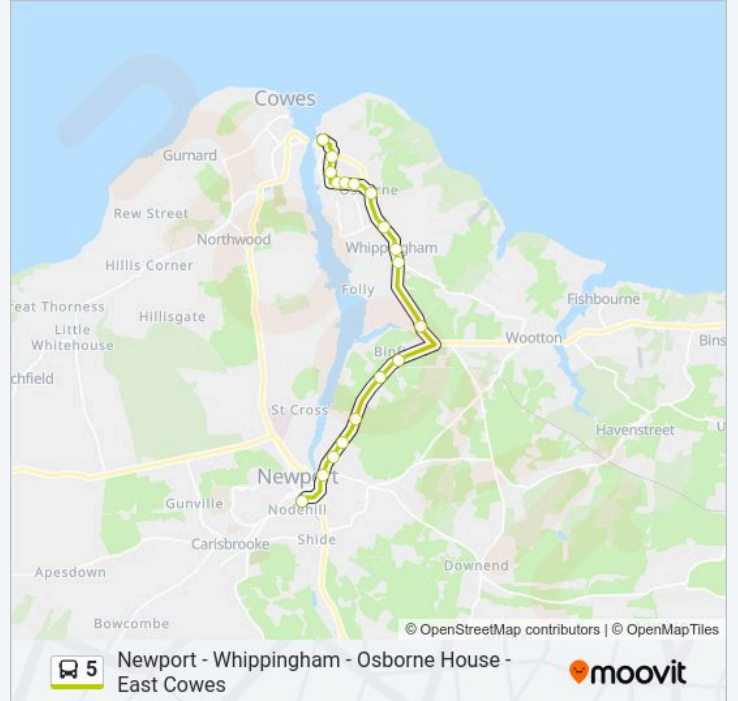 Cowes
Gurnard
Osborne
Rew Street
Northwood
Whippingham
Hillis Corner
Folly
Fishbourne
eat Thorness
Hillisgate
Little
Whitehouse
Wootton
Bins
Binf
chfield
St Cross
Havenstreet
U
Newport
Gunville
Nodehill
Carisbrooke
Shide
Downend
Apesdown
Bowcombe
© OpenStreetMap contributors | © OpenMapTiles
5
Newport - Whippingham - Osborne House -
East Cowes
moovit